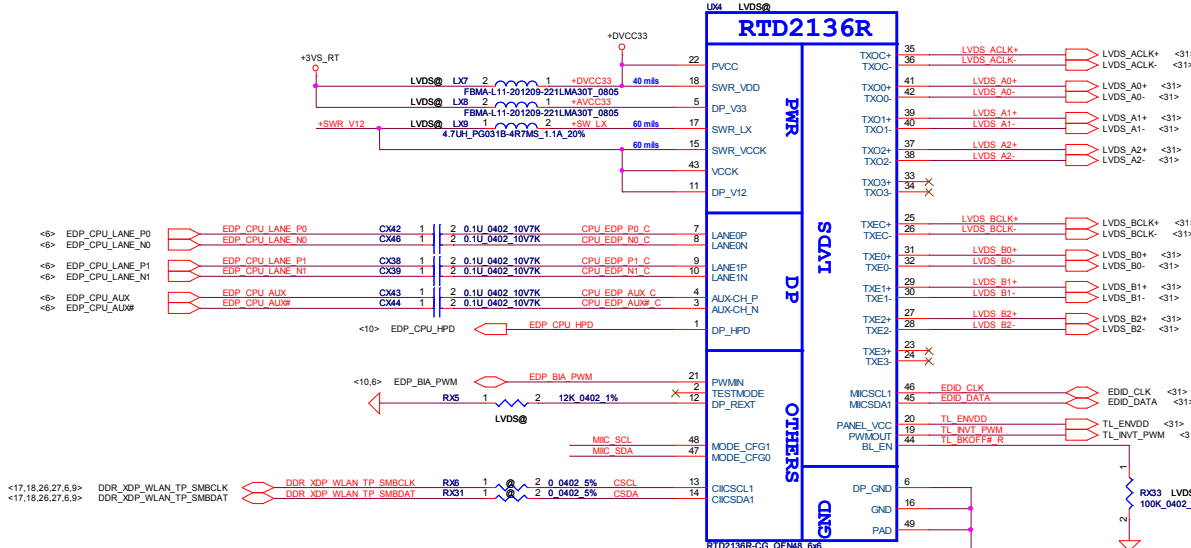 UX4 LVDS@
RTD2136R
+DVCC33
+3VS_RT
LVDS@ LX7 2 1 +DVCC33 40 mils
FBMA-L11-201209-221LMA30T_0805
LVDS@ LX8 2 1 +AVCC33
FBMA-L11-201209-221LMA30T_0805
+SWR_V12 LVDS@ LX9 1 2 +SW_LX 60 mils
4.7UH_PG031B-4R7MS_1.1A_20%
60 mils
22 PVCC
18 SWR_VDD
5 DP_V33
17 SWR_LX
15 SWR_VCCK
43 VCCK
11 DP_V12
PWR
<6> EDP_CPU_LANE_P0 EDP_CPU_LANE_P0 CX42 1 2 0.1U_0402_10V7K CPU_EDP_P0_C 7 LANE0P
<6> EDP_CPU_LANE_N0 EDP_CPU_LANE_N0 CX46 1 2 0.1U_0402_10V7K CPU_EDP_N0_C 8 LANE0N
<6> EDP_CPU_LANE_P1 EDP_CPU_LANE_P1 CX38 1 2 0.1U_0402_10V7K CPU_EDP_P1_C 9 LANE1P
<6> EDP_CPU_LANE_N1 EDP_CPU_LANE_N1 CX39 1 2 0.1U_0402_10V7K CPU_EDP_N1_C 10 LANE1N
<6> EDP_CPU_AUX EDP_CPU_AUX CX43 1 2 0.1U_0402_10V7K CPU_EDP_AUX_C 4 AUX-CH_P
<6> EDP_CPU_AUX# EDP_CPU_AUX# CX44 1 2 0.1U_0402_10V7K CPU_EDP_AUX#_C 3 AUX-CH_N
<10> EDP_CPU_HPD EDP_CPU_HPD 1 DP_HPD
DP
<10,6> EDP_BIA_PWM EDP_BIA_PWM 21 PWMIN
2 TESTMODE
RX5 1 2 12K_0402_1% 12 DP_REXT
LVDS@
MIIC_SCL 48 MODE_CFG1
MIIC_SDA 47 MODE_CFG0
<17,18,26,27,6,9> DDR_XDP_WLAN_TP_SMBCLK DDR_XDP_WLAN_TP_SMBCLK RX6 1 @ 2 0_0402_5% CSCL 13 CIICSCL1
<17,18,26,27,6,9> DDR_XDP_WLAN_TP_SMBDAT DDR_XDP_WLAN_TP_SMBDAT RX31 1 @ 2 0_0402_5% CSDA 14 CIICSDA1
OTHERS
RTD2136R-CG_QFN48_6x6
LVDS
TXOC+ 35 LVDS_ACLK+ LVDS_ACLK+ <31>
TXOC- 36 LVDS_ACLK- LVDS_ACLK- <31>
TXO0+ 41 LVDS_A0+ LVDS_A0+ <31>
TXO0- 42 LVDS_A0- LVDS_A0- <31>
TXO1+ 39 LVDS_A1+ LVDS_A1+ <31>
TXO1- 40 LVDS_A1- LVDS_A1- <31>
TXO2+ 37 LVDS_A2+ LVDS_A2+ <31>
TXO2- 38 LVDS_A2- LVDS_A2- <31>
TXO3+ 33
TXO3- 34
TXEC+ 25 LVDS_BCLK+ LVDS_BCLK+ <31>
TXEC- 26 LVDS_BCLK- LVDS_BCLK- <31>
TXE0+ 31 LVDS_B0+ LVDS_B0+ <31>
TXE0- 32 LVDS_B0- LVDS_B0- <31>
TXE1+ 29 LVDS_B1+ LVDS_B1+ <31>
TXE1- 30 LVDS_B1- LVDS_B1- <31>
TXE2+ 27 LVDS_B2+ LVDS_B2+ <31>
TXE2- 28 LVDS_B2- LVDS_B2- <31>
TXE3+ 23
TXE3- 24
MIICSCL1 46 EDID_CLK EDID_CLK <31>
MIICSDA1 45 EDID_DATA EDID_DATA <31>
PANEL_VCC 20 TL_ENVDD TL_ENVDD <31>
PWMOUT 19 TL_INVT_PWM TL_INVT_PWM <3
BL_EN 44 TL_BKOFF#_R
GND
DP_GND 6
GND 16
PAD 49
1
RX33 LVDS
100K_0402_
2